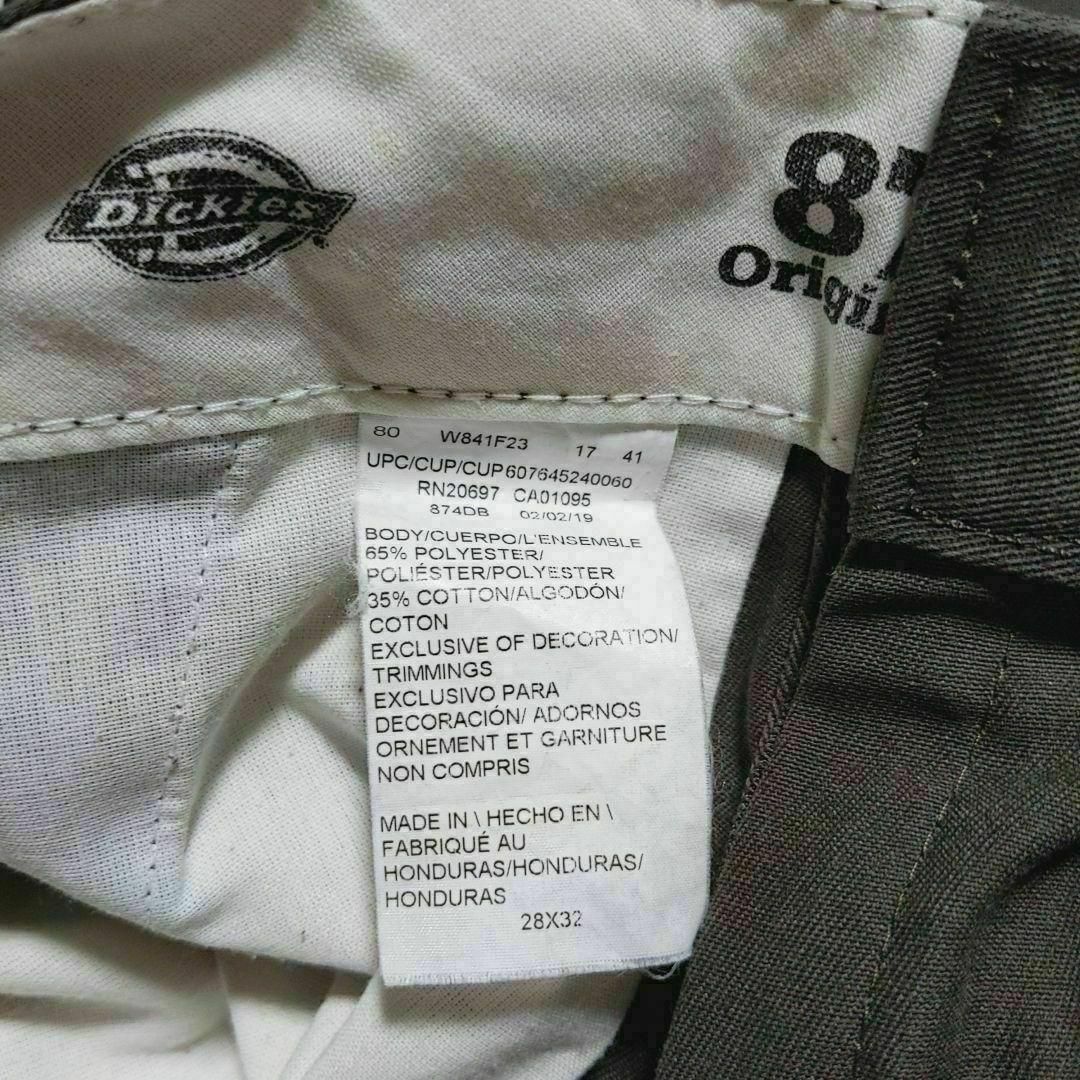 Dickies
87
Origi
80 W841F23 17 41
UPC/CUP/CUP607645240060
RN20697 CA01095
874DB 02/02/19
BODY/CUERPO/L'ENSEMBLE
65% POLYESTER/
POLIÉSTER/POLYESTER
35% COTTON/ALGODÓN/
COTON
EXCLUSIVE OF DECORATION/
TRIMMINGS
EXCLUSIVO PARA
DECORACIÓN/ ADORNOS
ORNEMENT ET GARNITURE
NON COMPRIS
MADE IN \ HECHO EN \
FABRIQUÉ AU
HONDURAS/HONDURAS/
HONDURAS
28X32